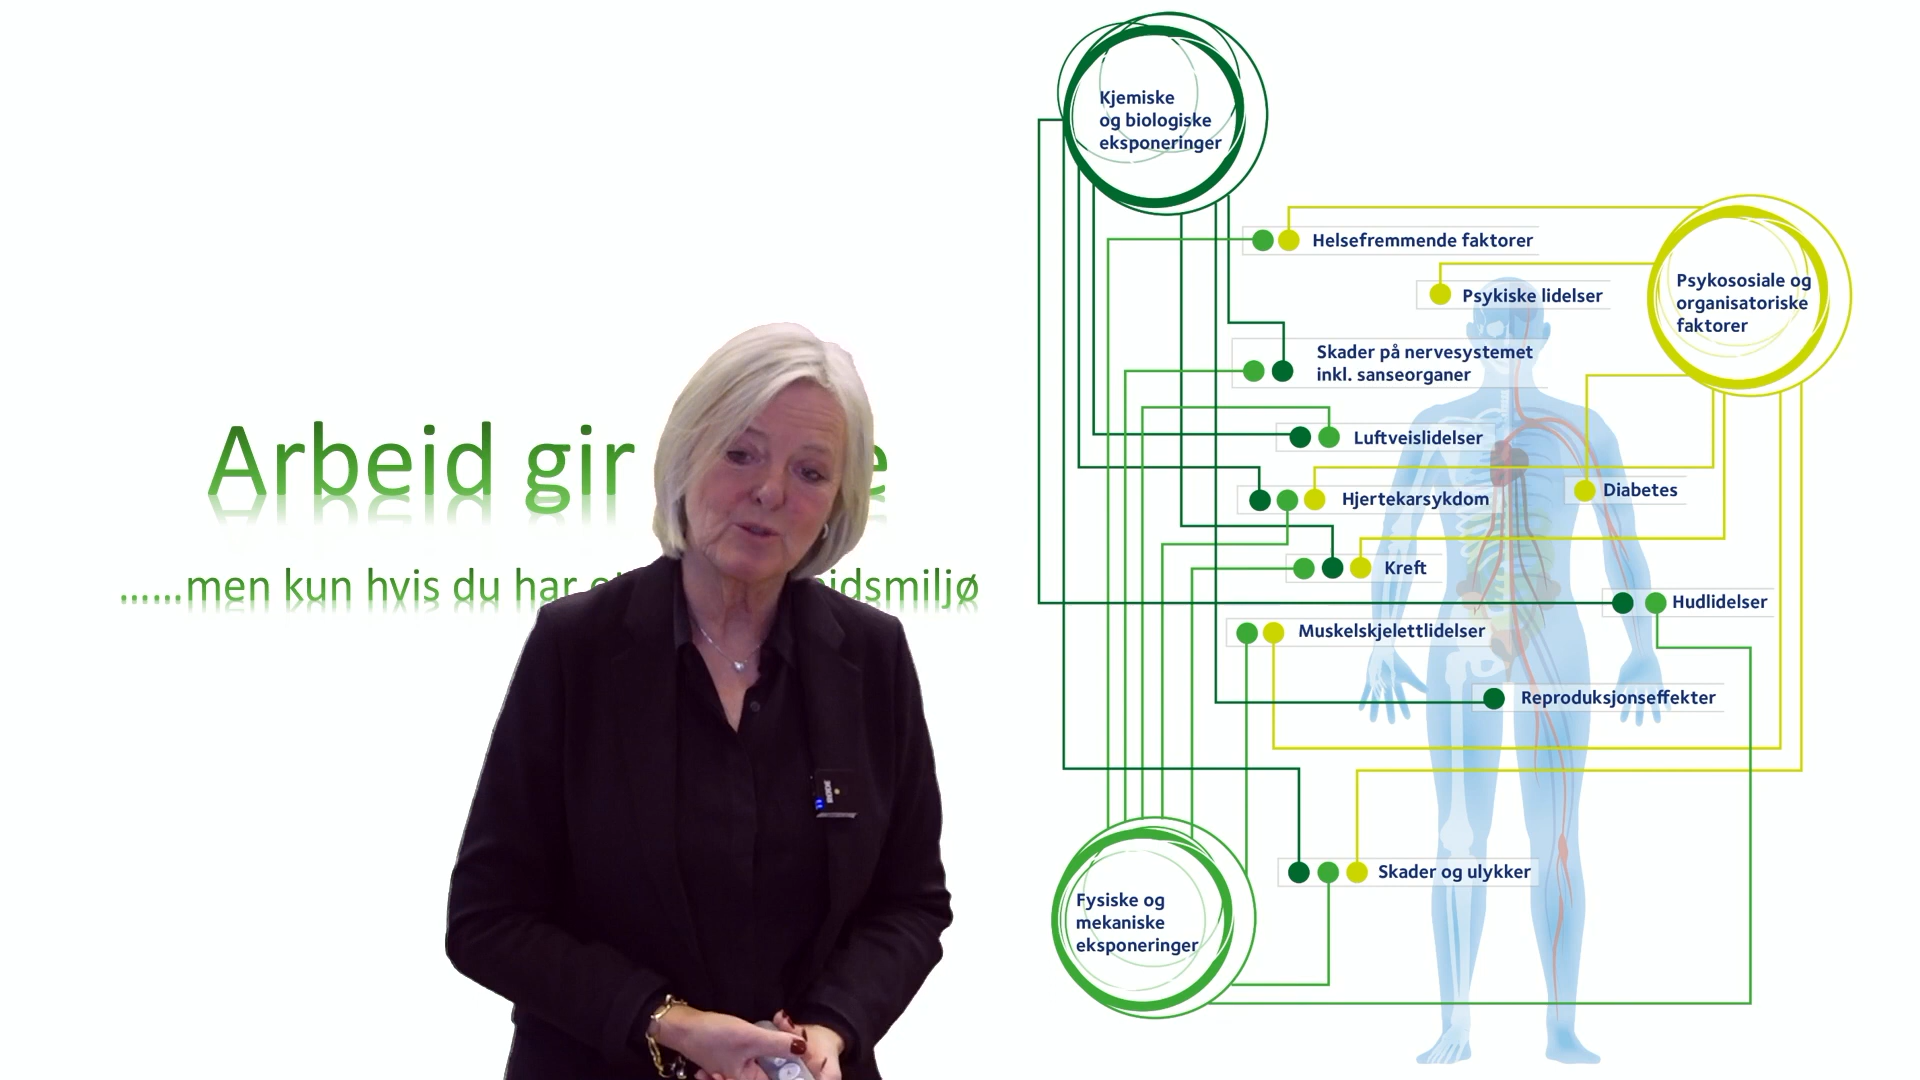 Arbeid gir
......men kun hvis du har
Kjemiske
og biologiske
eksponeringer
Helsefremmende faktorer
Psykiske lidelser
Psykososiale og
organisatoriske
faktorer
Skader på nervesystemet
inkl. sanseorganer
Luftveislidelser
Hjertekarsykdom
Diabetes
Kreft
Hudlidelser
Muskelskjelettlidelser
Reproduksjonseffekter
Skader og ulykker
Fysiske og
mekaniske
eksponeringer
RØDE